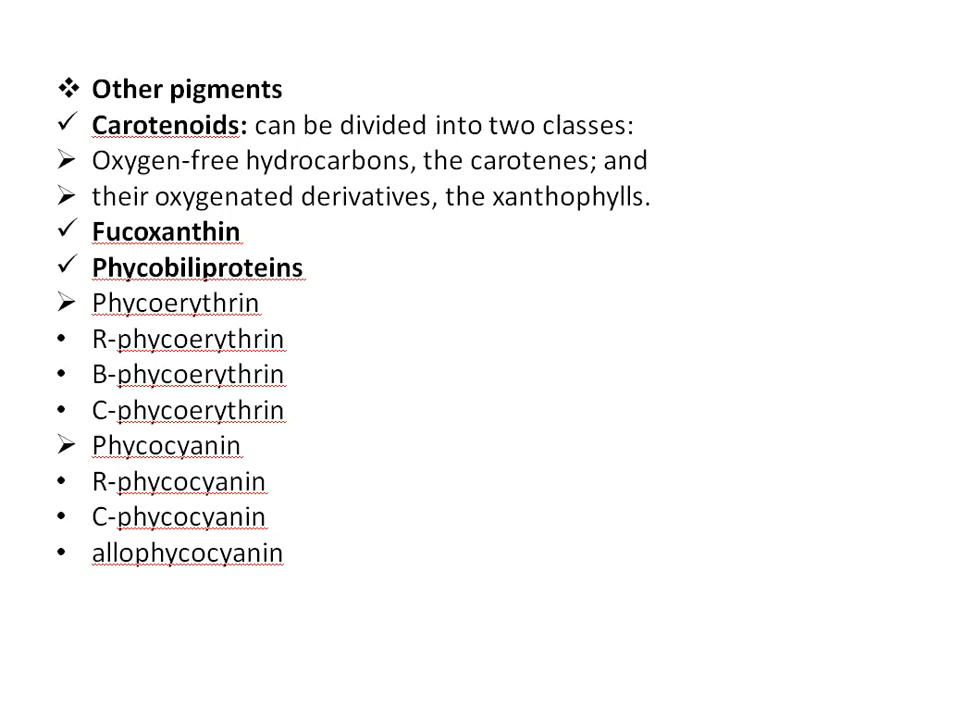 ❖ Other pigments
✓ Carotenoids: can be divided into two classes:
➢ Oxygen-free hydrocarbons, the carotenes; and
➢ their oxygenated derivatives, the xanthophylls.
✓ Fucoxanthin
✓ Phycobiliproteins
➢ Phycoerythrin
• R-phycoerythrin
• B-phycoerythrin
• C-phycoerythrin
➢ Phycocyanin
• R-phycocyanin
• C-phycocyanin
• allophycocyanin